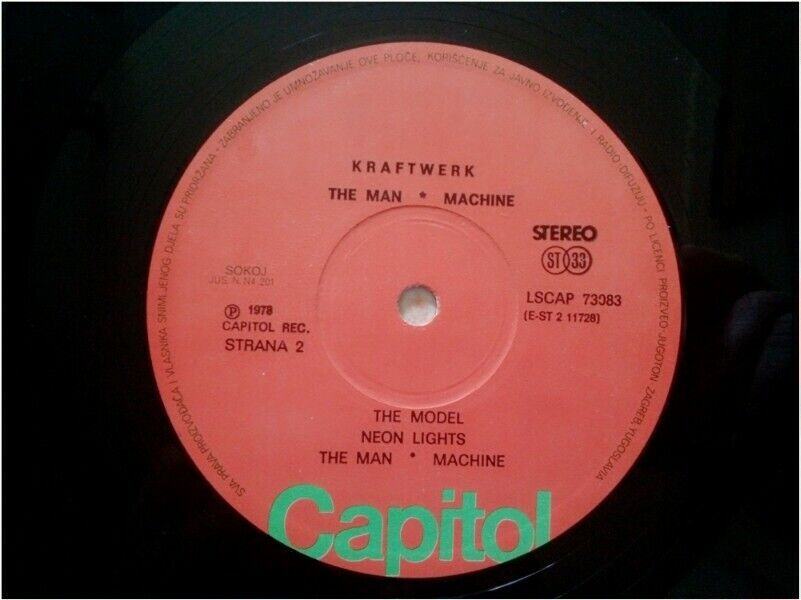 SVA PRAVA PROIZVOĐAČA I VLASNIKA SNIMLJENOG DJELA SU PRIDRŽANA - ZABRANJENO JE UMNOŽAVANJE OVE PLOČE, KORIŠĆENJE ZA JAVNO IZVOĐENJE I RADIO DIFUZIJU - PO LICENCI PROIZVEO JUGOTON ZAGREB, YUGOSLAVIA
KRAFTWERK
THE MAN * MACHINE
STEREO
ST 33
SOKOJ
JUS. N. N4.201
LSCAP 73083
(E-ST 2 11728)
℗ 1978
CAPITOL REC.
STRANA 2
THE MODEL
NEON LIGHTS
THE MAN * MACHINE
Capitol